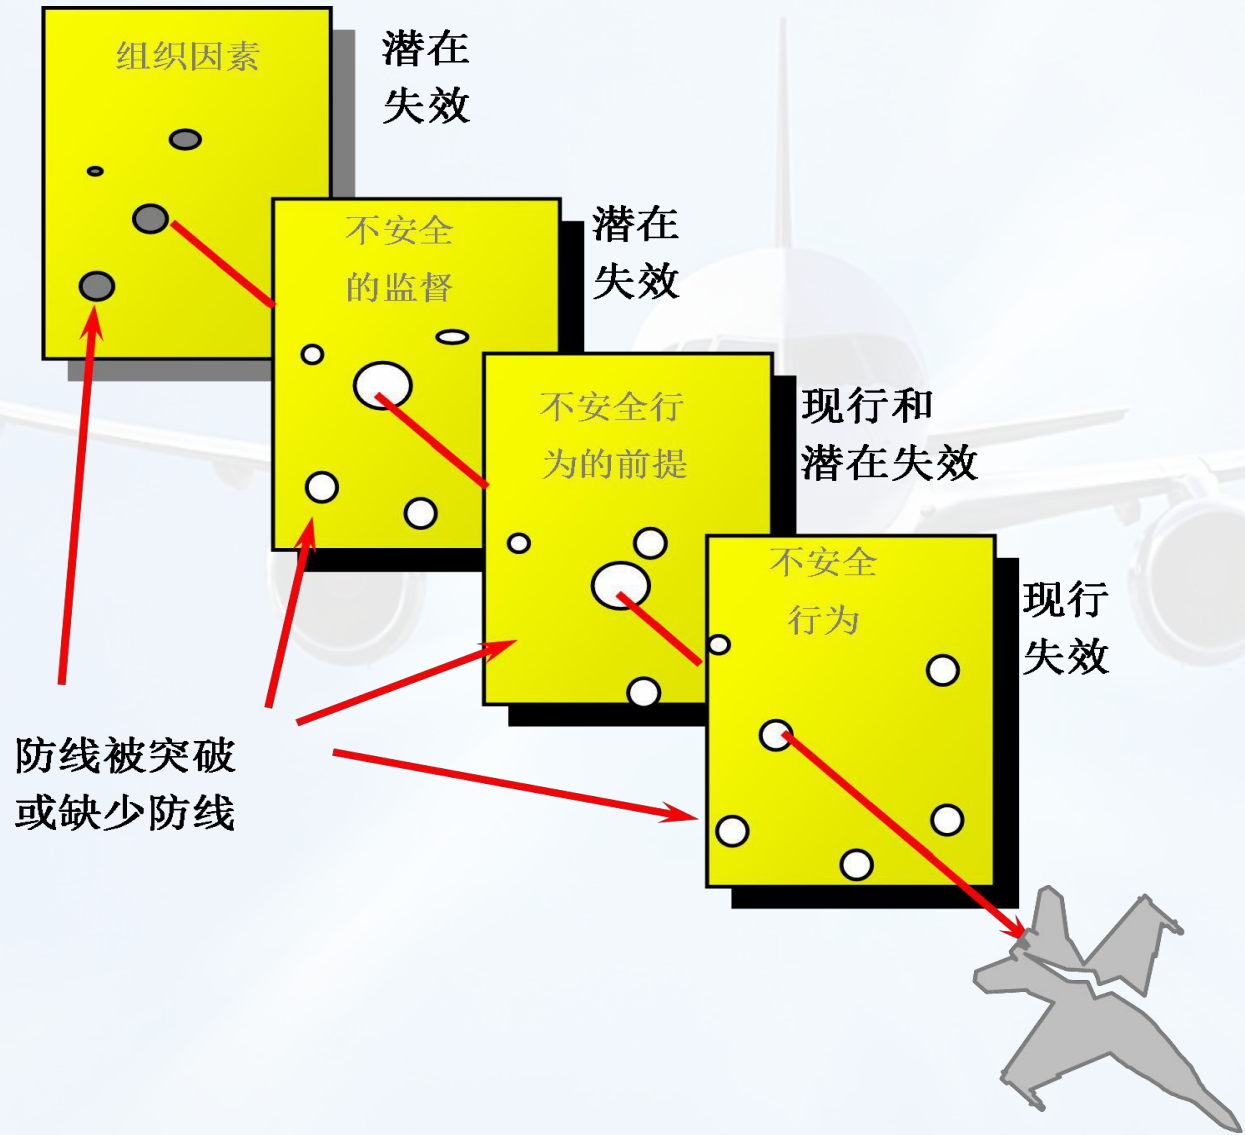 组织因素
潜在
失效
不安全
的监督
潜在
失效
不安全行
为的前提
现行和
潜在失效
不安全
行为
现行
失效
防线被突破
或缺少防线